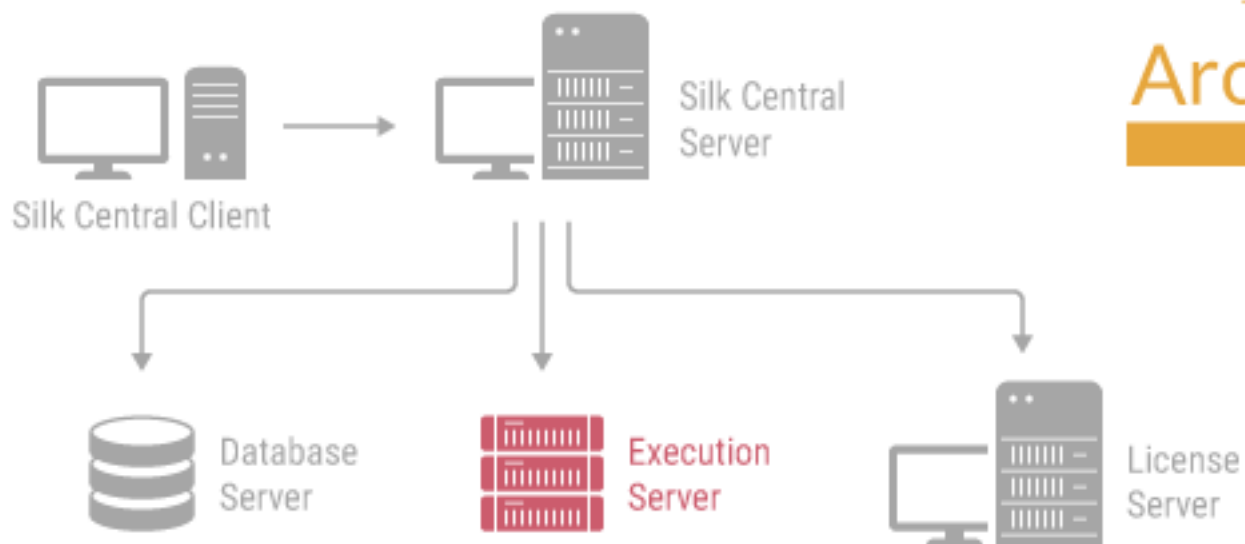 Silk Central
Server
Silk Central Client
Database
Server
Execution
Server
License
Server